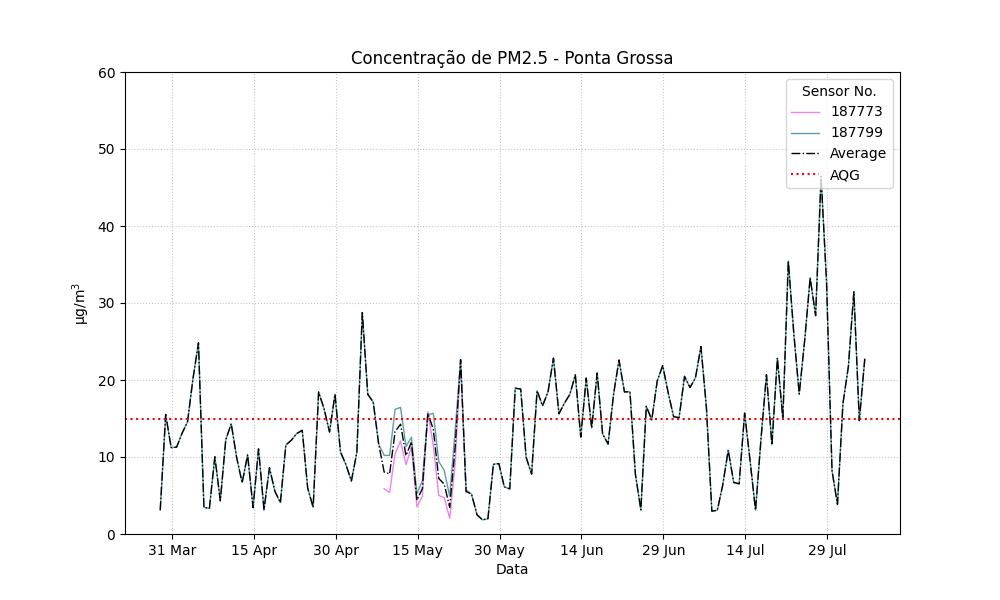 Concentração de PM2.5 - Ponta Grossa
Sensor No.
187773
187799
Average
AQG
60
50
40
30
20
10
0
µg/m³
31 Mar
15 Apr
30 Apr
15 May
30 May
14 Jun
29 Jun
14 Jul
29 Jul
Data